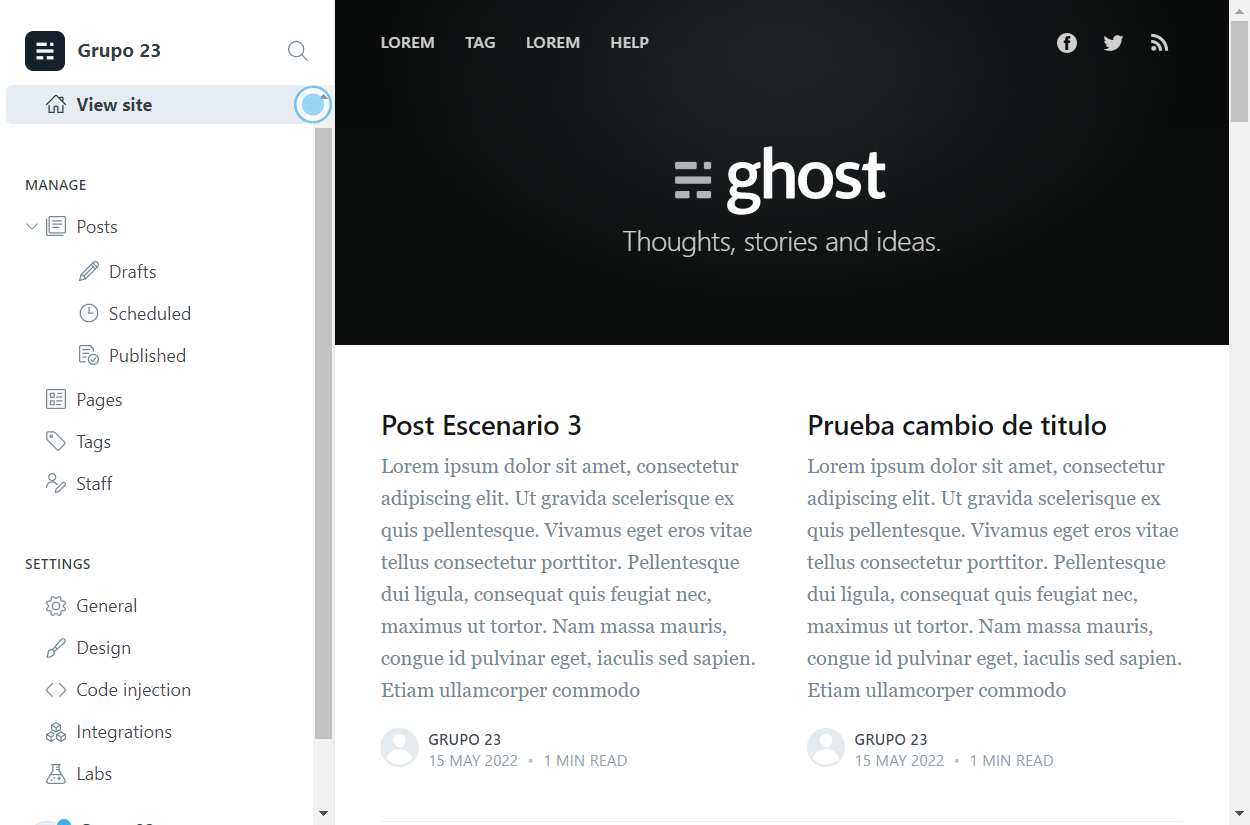 Grupo 23
View site
MANAGE
Posts
Drafts
Scheduled
Published
Pages
Tags
Staff
SETTINGS
General
Design
Code injection
Integrations
Labs
LOREM TAG LOREM HELP
ghost
Thoughts, stories and ideas.
Post Escenario 3
Lorem ipsum dolor sit amet, consectetur
adipiscing elit. Ut gravida scelerisque ex
quis pellentesque. Vivamus eget eros vitae
tellus consectetur porttitor. Pellentesque
dui ligula, consequat quis feugiat nec,
maximus ut tortor. Nam massa mauris,
congue id pulvinar eget, iaculis sed sapien.
Etiam ullamcorper commodo
GRUPO 23
15 MAY 2022 • 1 MIN READ
Prueba cambio de titulo
Lorem ipsum dolor sit amet, consectetur
adipiscing elit. Ut gravida scelerisque ex
quis pellentesque. Vivamus eget eros vitae
tellus consectetur porttitor. Pellentesque
dui ligula, consequat quis feugiat nec,
maximus ut tortor. Nam massa mauris,
congue id pulvinar eget, iaculis sed sapien.
Etiam ullamcorper commodo
GRUPO 23
15 MAY 2022 • 1 MIN READ